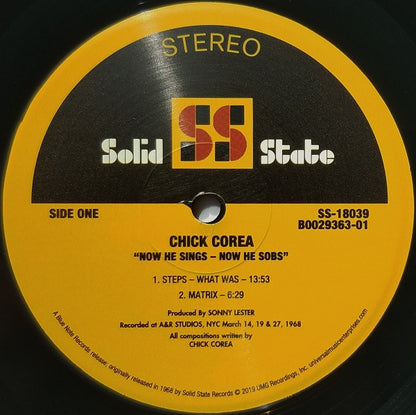 STEREO
Solid SS State
SIDE ONE
SS-18039
B0029363-01
CHICK COREA
"NOW HE SINGS – NOW HE SOBS"
1. STEPS – WHAT WAS – 13:53
2. MATRIX – 6:29
Produced By SONNY LESTER
Recorded at A&R STUDIOS, NYC March 14, 19 & 27, 1968
All compositions written by
CHICK COREA
A Blue Note Records release; originally released in 1968 by Solid State Records © 2019 UMG Recordings, Inc. universalmusicenterprises.com